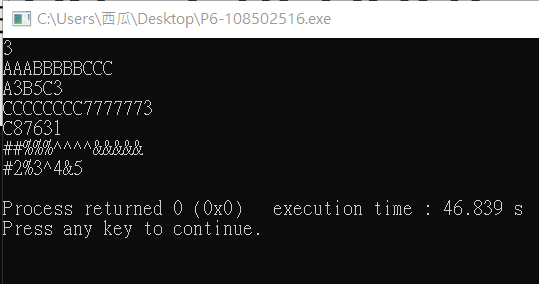 C:\Users\西瓜\Desktop\P6-108502516.exe
3
AAABBBBBCCC
A3B5C3
CCCCCCCC7777773
C87631
##%%%^^^^&&&&&
#2%3^4&5
Process returned 0 (0x0)   execution time : 46.839 s
Press any key to continue.